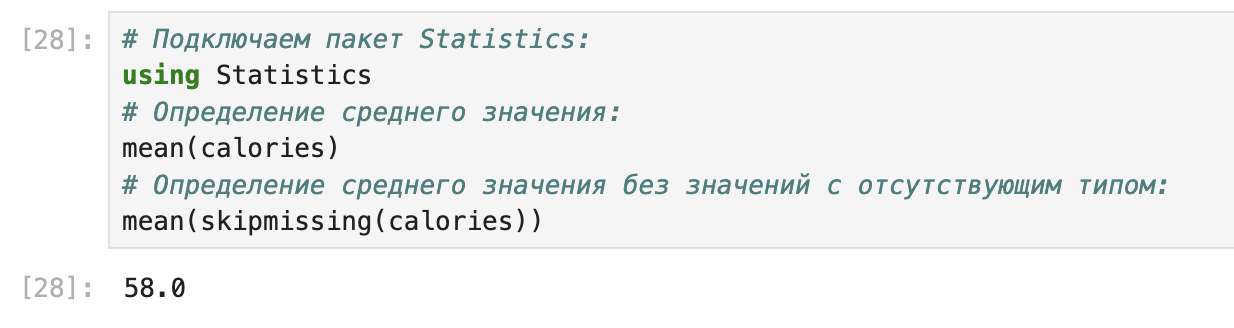 [28]: # Подключаем пакет Statistics:
using Statistics
# Определение среднего значения:
mean(calories)
# Определение среднего значения без значений с отсутствующим типом:
mean(skipmissing(calories))
[28]: 58.0